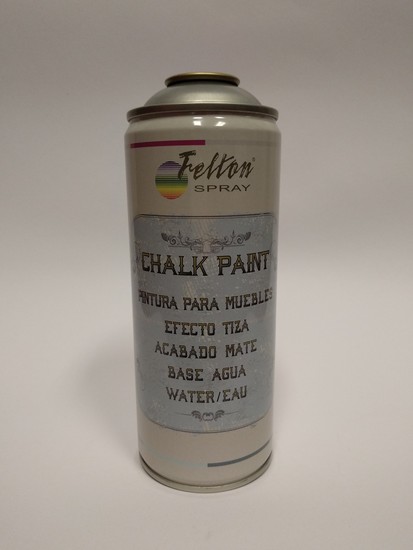 Felton®
SPRAY
CHALK PAINT
PINTURA PARA MUEBLES
EFECTO TIZA
ACABADO MATE
BASE AGUA
WATER/EAU